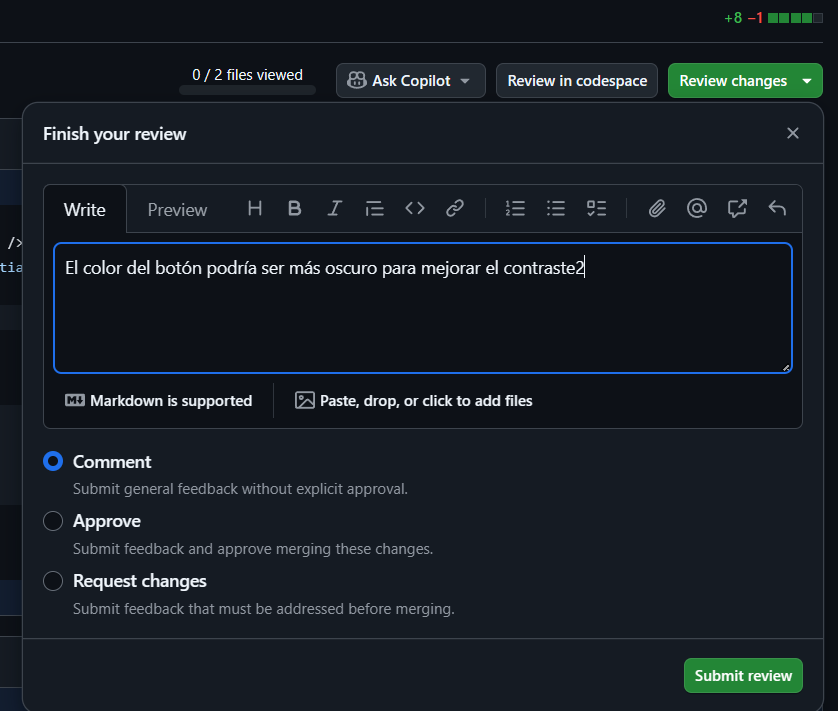 +8 −1
0 / 2 files viewed
Ask Copilot
Review in codespace
Review changes
Finish your review
Write
Preview
/>
tia
El color del botón podría ser más oscuro para mejorar el contraste2
Markdown is supported
Paste, drop, or click to add files
Comment
Submit general feedback without explicit approval.
Approve
Submit feedback and approve merging these changes.
Request changes
Submit feedback that must be addressed before merging.
Submit review